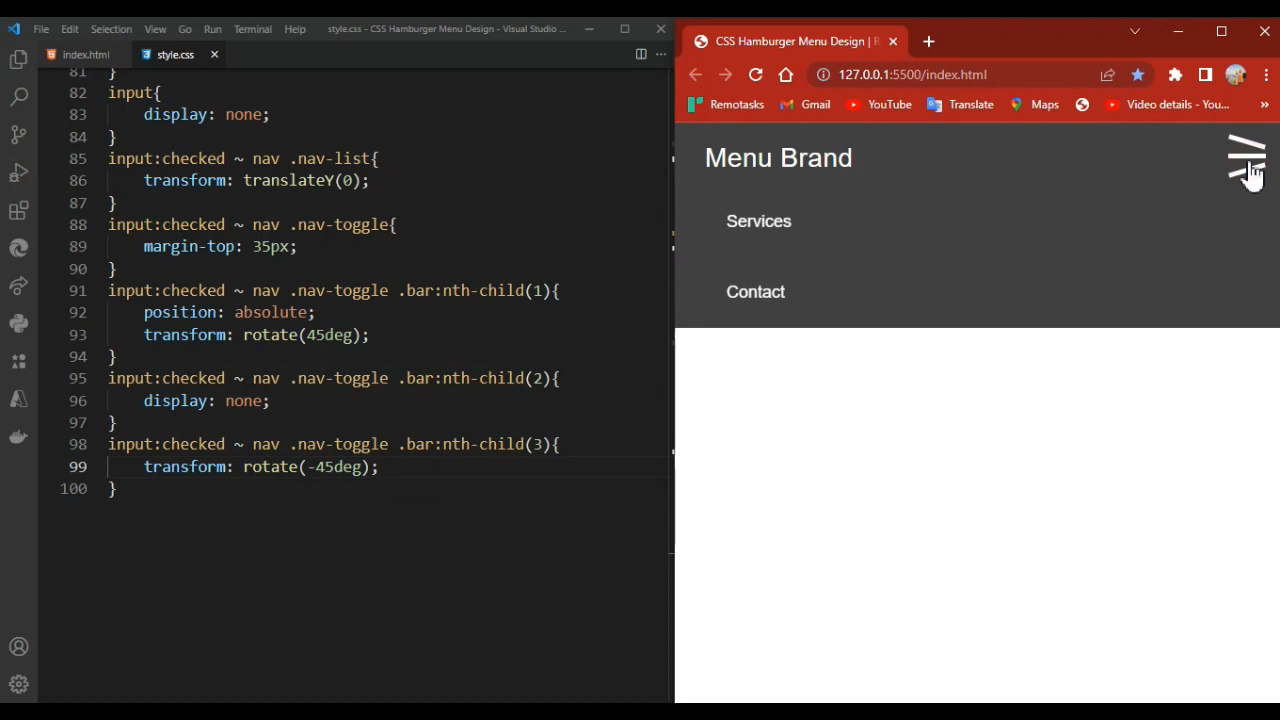 File Edit Selection View Go Run Terminal Help style.css - CSS Hamburger Menu Design - Visual Studio ...
index.html style.css
81 }
82 input{
83 display: none;
84 }
85 input:checked ~ nav .nav-list{
86 transform: translateY(0);
87 }
88 input:checked ~ nav .nav-toggle{
89 margin-top: 35px;
90 }
91 input:checked ~ nav .nav-toggle .bar:nth-child(1){
92 position: absolute;
93 transform: rotate(45deg);
94 }
95 input:checked ~ nav .nav-toggle .bar:nth-child(2){
96 display: none;
97 }
98 input:checked ~ nav .nav-toggle .bar:nth-child(3){
99 transform: rotate(-45deg);
100 }
CSS Hamburger Menu Design |
127.0.0.1:5500/index.html
Remotasks Gmail YouTube Translate Maps Video details - You... »
Menu Brand
Services
Contact